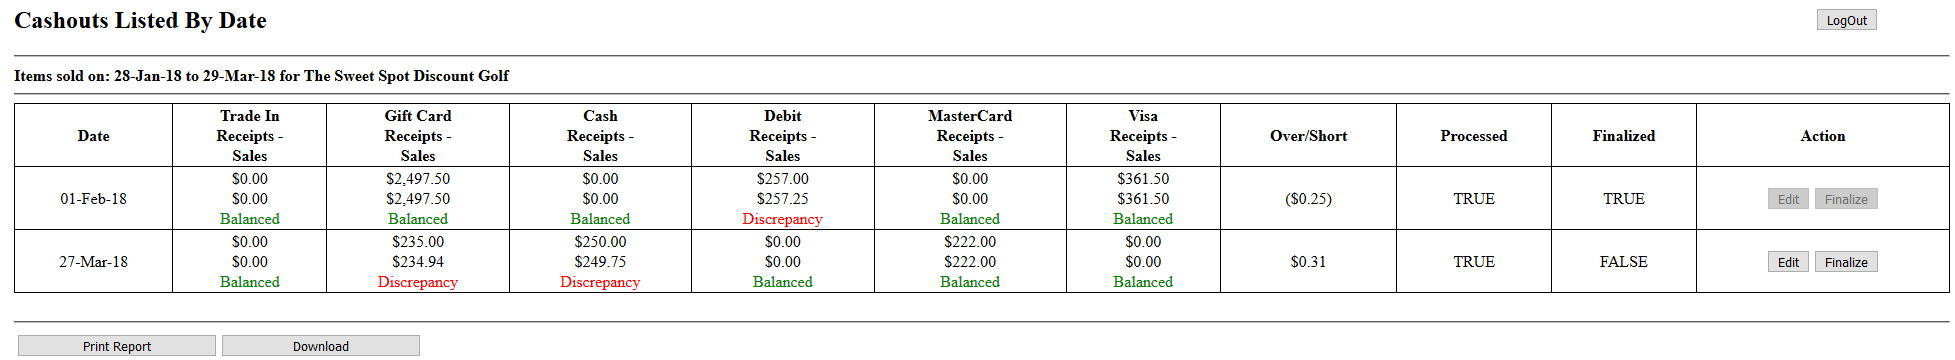 Cashouts Listed By Date
LogOut
Items sold on: 28-Jan-18 to 29-Mar-18 for The Sweet Spot Discount Golf
Date
Trade In
Receipts -
Sales
Gift Card
Receipts -
Sales
Cash
Receipts -
Sales
Debit
Receipts -
Sales
MasterCard
Receipts -
Sales
Visa
Receipts -
Sales
Over/Short
Processed
Finalized
Action
01-Feb-18
$0.00
$0.00
Balanced
$2,497.50
$2,497.50
Balanced
$0.00
$0.00
Balanced
$257.00
$257.25
Discrepancy
$0.00
$0.00
Balanced
$361.50
$361.50
Balanced
($0.25)
TRUE
TRUE
Edit
Finalize
27-Mar-18
$0.00
$0.00
Balanced
$235.00
$234.94
Discrepancy
$250.00
$249.75
Discrepancy
$0.00
$0.00
Balanced
$222.00
$222.00
Balanced
$0.00
$0.00
Balanced
$0.31
TRUE
FALSE
Edit
Finalize
Print Report
Download